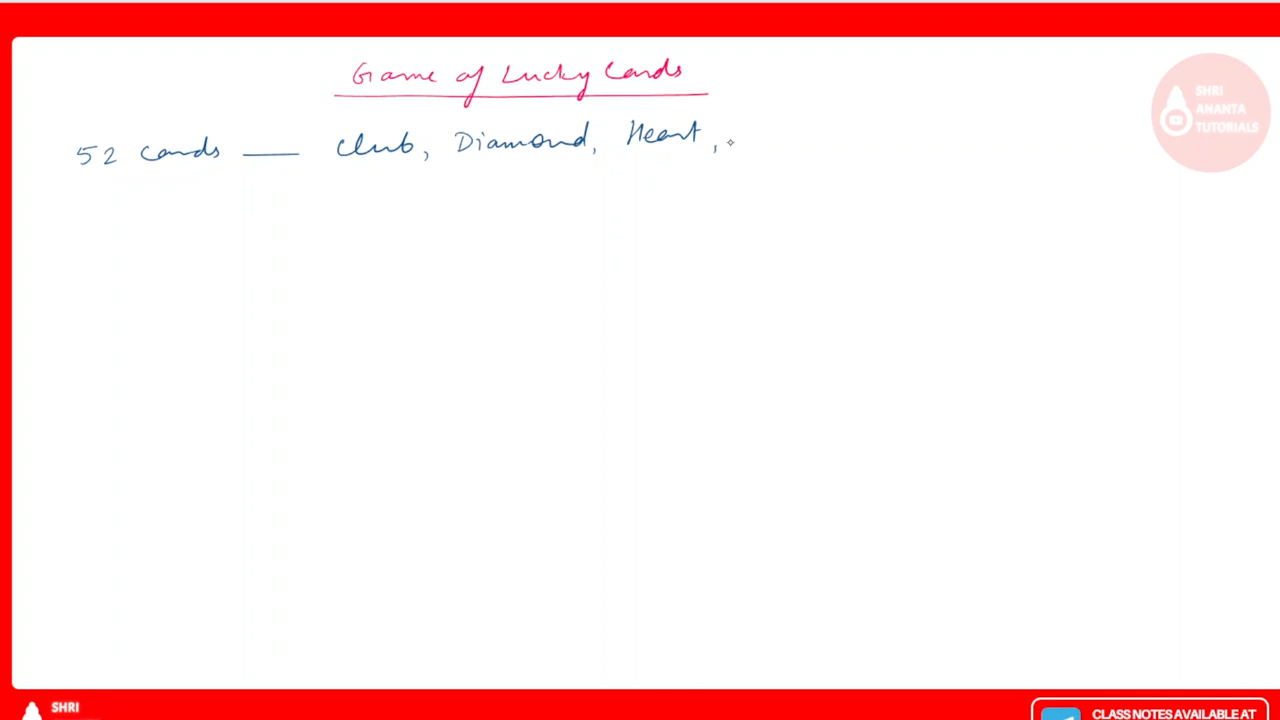 Game of Lucky Cards
SHRI
ANANTA
TUTORIALS
52 cards — Club, Diamond, Heart,
SHRI
CLASS NOTES AVAILABLE AT